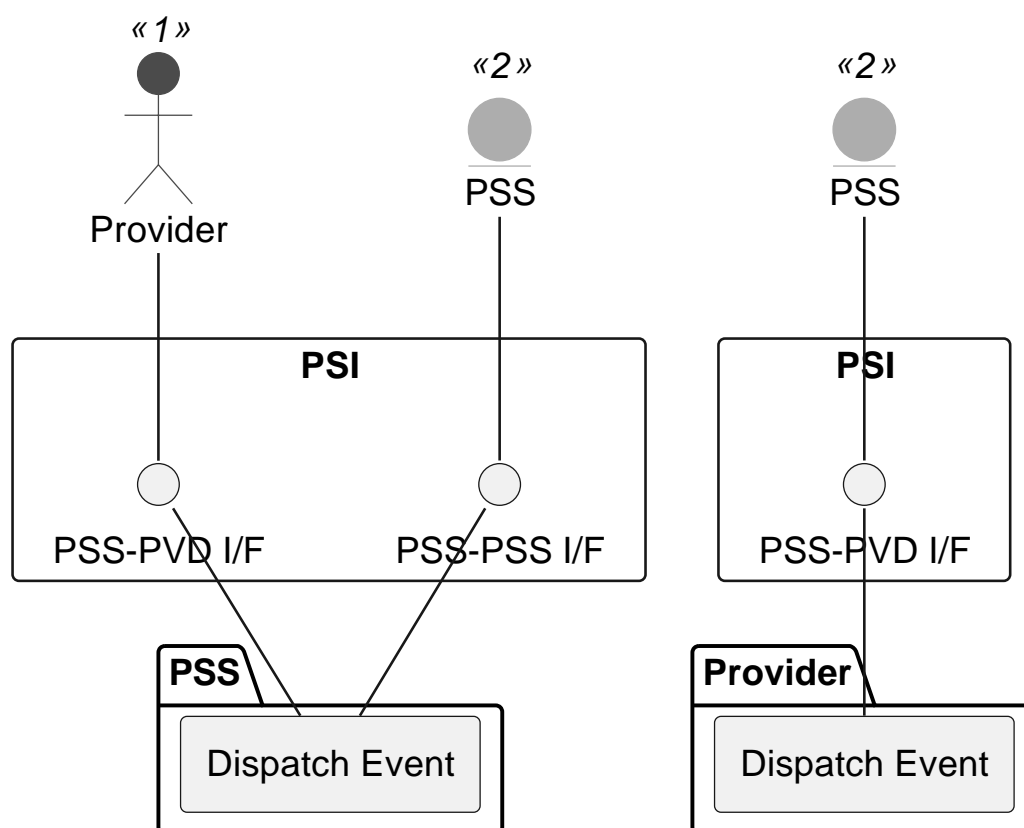 «1»
«2»
«2»
PSS
PSS
Provider
PSI
PSI
PSS-PVD I/F
PSS-PSS I/F
PSS-PVD I/F
PSS
Provider
Dispatch Event
Dispatch Event